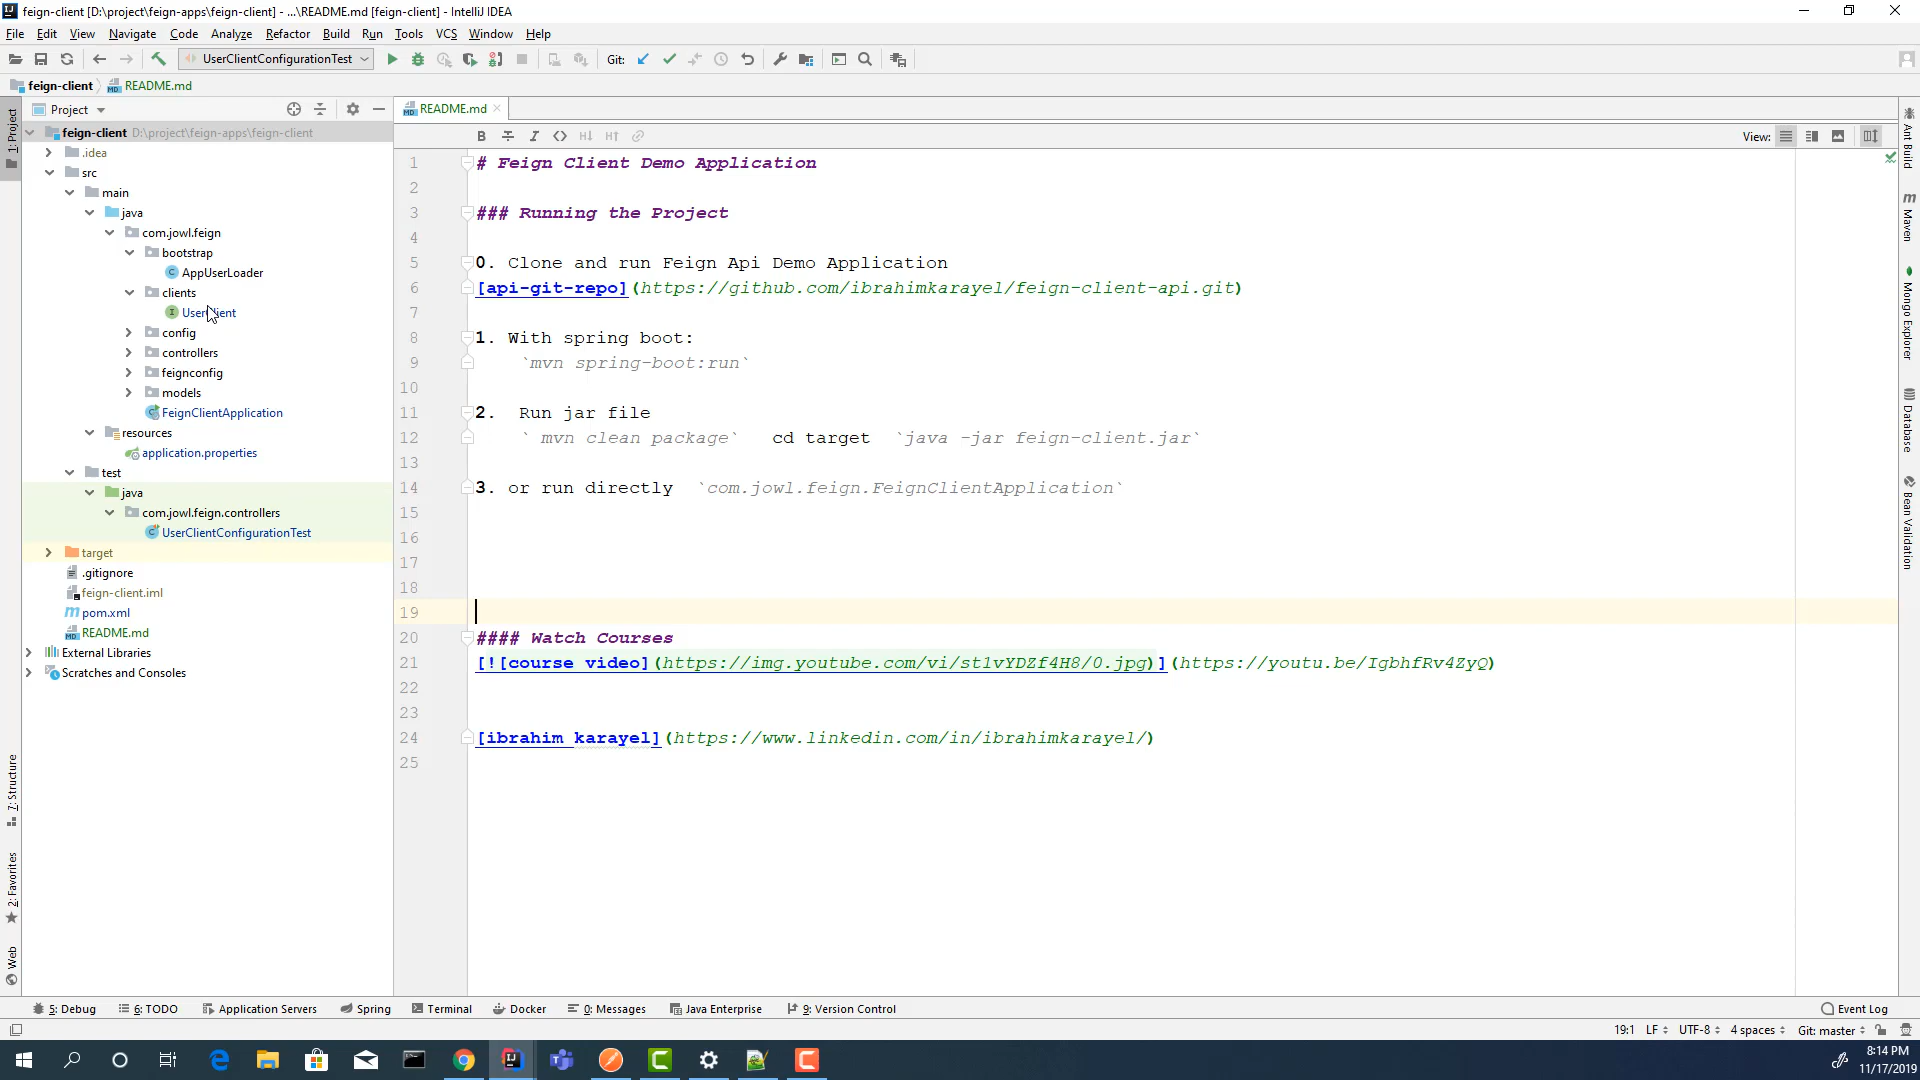 feign-client [D:\project\feign-apps\feign-client] - ...\README.md [feign-client] - IntelliJ IDEA
File Edit View Navigate Code Analyze Refactor Build Run Tools VCS Window Help
UserClientConfigurationTest Git:
feign-client README.md
Project README.md
View:
feign-client D:\project\feign-apps\feign-client
.idea
src
main
java
com.jowl.feign
bootstrap
AppUserLoader
clients
UserClient
config
controllers
feignconfig
models
FeignClientApplication
resources
application.properties
test
java
com.jowl.feign.controllers
UserClientConfigurationTest
target
.gitignore
feign-client.iml
pom.xml
README.md
External Libraries
Scratches and Consoles
1 # Feign Client Demo Application
2
3 ### Running the Project
4
5 0. Clone and run Feign Api Demo Application
6 [api-git-repo](https://github.com/ibrahimkarayel/feign-client-api.git)
7
8 1. With spring boot:
9 `mvn spring-boot:run`
10
11 2. Run jar file
12 ` mvn clean package` cd target `java -jar feign-client.jar`
13
14 3. or run directly `com.jowl.feign.FeignClientApplication`
15
16
17
18
19
20 #### Watch Courses
21 [![course video](https://img.youtube.com/vi/st1vYDZf4H8/0.jpg)](https://youtu.be/IgbhfRv4ZyQ)
22
23
24 [ibrahim karayel](https://www.linkedin.com/in/ibrahimkarayel/)
25
1: Project
7: Structure
2: Favorites
Web
Ant Build
Maven
Mongo Explorer
Database
Bean Validation
5: Debug 6: TODO Application Servers Spring Terminal Docker 0: Messages Java Enterprise 9: Version Control Event Log
19:1 LF UTF-8 4 spaces Git: master
8:14 PM
11/17/2019